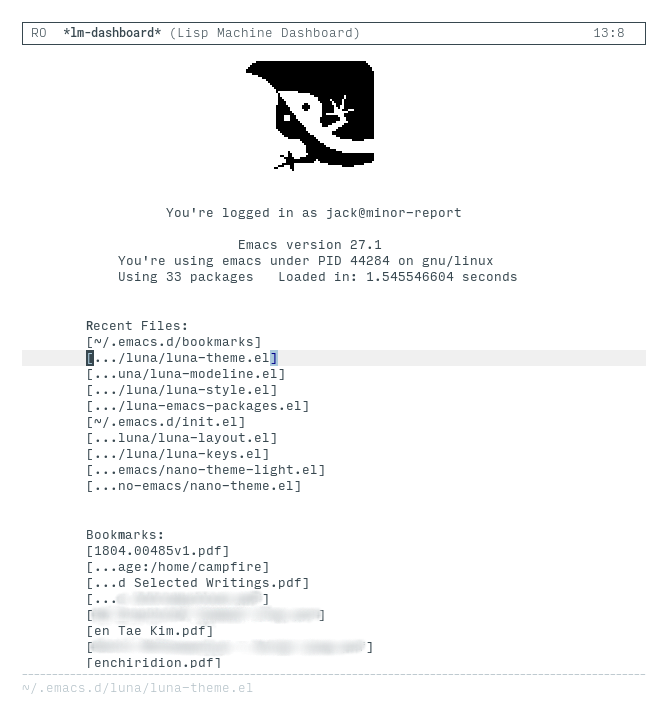 RO *lm-dashboard* (Lisp Machine Dashboard) 13:8
You're logged in as jack@minor-report
Emacs version 27.1
You're using emacs under PID 44284 on gnu/linux
Using 33 packages Loaded in: 1.545546604 seconds
Recent Files:
[~/.emacs.d/bookmarks]
[.../luna/luna-theme.el]
[...una/luna-modeline.el]
[.../luna/luna-style.el]
[.../luna-emacs-packages.el]
[~/.emacs.d/init.el]
[...luna/luna-layout.el]
[.../luna/luna-keys.el]
[...emacs/nano-theme-light.el]
[...no-emacs/nano-theme.el]
Bookmarks:
[1804.00485v1.pdf]
[...age:/home/campfire]
[...d Selected Writings.pdf]
[... ]
[ ]
[en Tae Kim.pdf]
[ ]
[enchiridion.pdf]
~/.emacs.d/luna/luna-theme.el